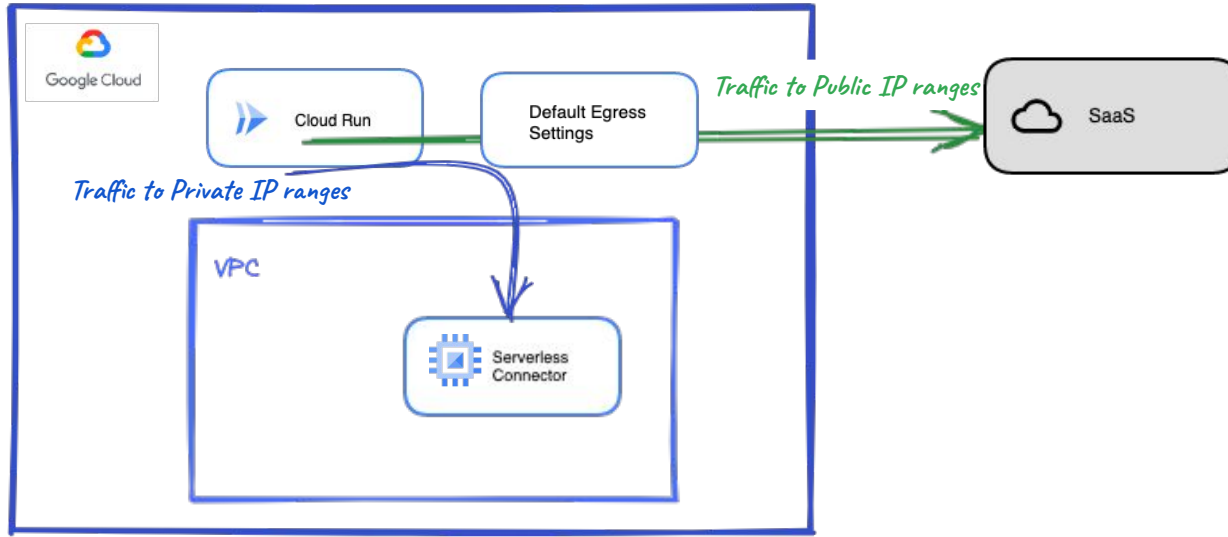 Google Cloud
Cloud Run
Default Egress
Settings
Traffic to Public IP ranges
SaaS
Traffic to Private IP ranges
VPC
Serverless
Connector